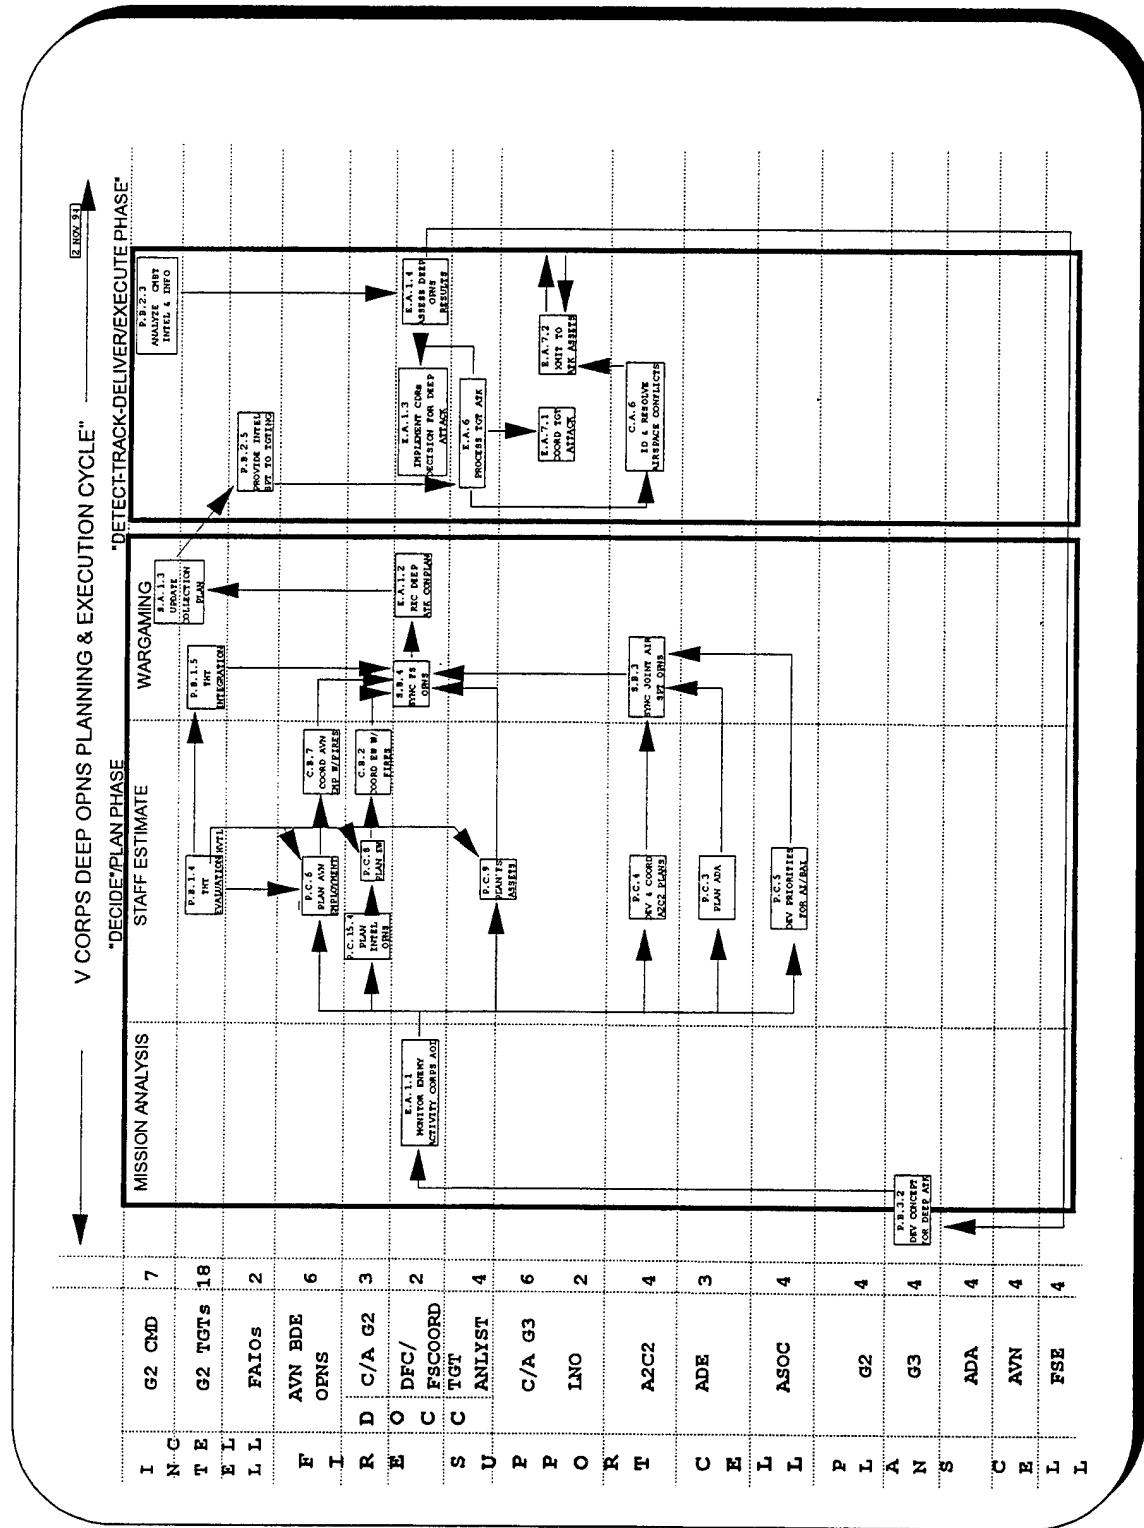 V CORPS DEEP OPNS PLANNING & EXECUTION CYCLE"
2 NOV 94
"DECIDE"/PLAN PHASE
"DETECT-TRACK-DELIVER/EXECUTE PHASE"
MISSION ANALYSIS
STAFF ESTIMATE
WARGAMING
INTEL CELL
FIRE SUPPORT CELL
DOCC
SC
PLANS CELL
G2 CMD 7
G2 TGTs 18
FAIOs 2
AVN BDE
OPNS
6
C/A G2 3
DFC/
FSCOORD
2
TGT
ANLYST
4
C/A G3 6
LNO 2
A2C2 4
ADE 3
ASOC 4
G2 4
G3 4
ADA 4
AVN 4
FSE 4
P.B.3.2
DEV CONCEPT
FOR DEEP ATK
E.A.1.1
MONITOR ENEMY
ACTIVITY CORPS AOI
P.B.1.4
TMT
EVALUATION
HVTL
P.C.6
PLAN AVN
EMPLOYMENT
P.C.15.4
PLAN
INTEL
OPNS
P.C.8
PLAN EW
P.C.9
PLAN FS
ASSETS
P.C.4
DEV & COORD
A2C2 PLANS
P.C.3
PLAN ADA
P.C.5
DEV PRIORITIES
FOR AI/BAI
C.B.7
COORD AVN
EMP W/FIRES
C.B.2
COORD EW W/
FIRES
P.B.1.5
TMT
INTEGRATION
S.B.4
SYNC FS
OPNS
S.B.3
SYNC JOINT AIR
SPT OPNS
S.A.1.3
UPDATE
COLLECTION
PLAN
E.A.1.2
REC DEEP
ATK CONPLAN
P.B.2.5
PROVIDE INTEL
SPT TO TGTING
P.B.2.3
ANALYZE CMBT
INTEL & INFO
E.A.1.3
IMPLEMENT CDRs
DECISION FOR DEEP
ATTACK
E.A.1.4
ASSESS DEEP
OPNS
RESULTS
E.A.6
PROCESS TGT ATK
E.A.7.1
COORD TGT
ATTACK
E.A.7.2
XMIT TO
ATK ASSETS
C.A.6
ID & RESOLVE
AIRSPACE CONFLICTS